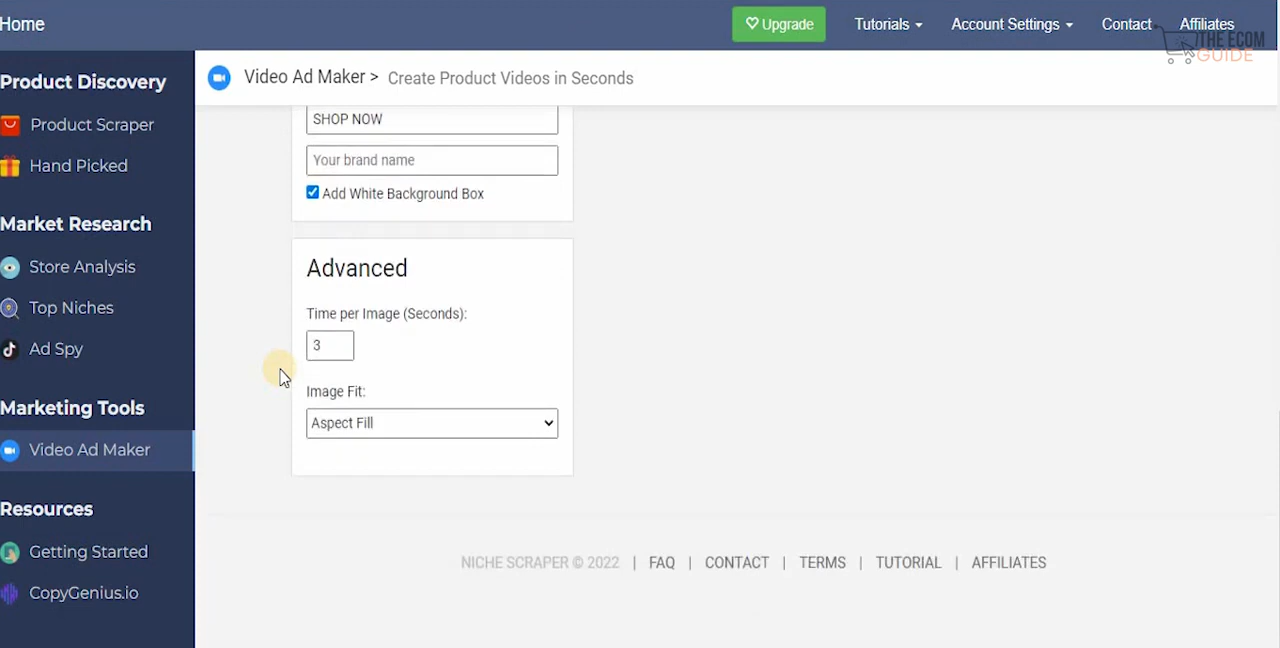 Home
Upgrade
Tutorials
Account Settings
Contact
Affiliates
THE ECOM
GUIDE
Product Discovery
Product Scraper
Hand Picked
Market Research
Store Analysis
Top Niches
Ad Spy
Marketing Tools
Video Ad Maker
Resources
Getting Started
CopyGenius.io
Video Ad Maker > Create Product Videos in Seconds
SHOP NOW
Your brand name
Add White Background Box
Advanced
Time per Image (Seconds):
3
Image Fit:
Aspect Fill
NICHE SCRAPER © 2022 | FAQ | CONTACT | TERMS | TUTORIAL | AFFILIATES